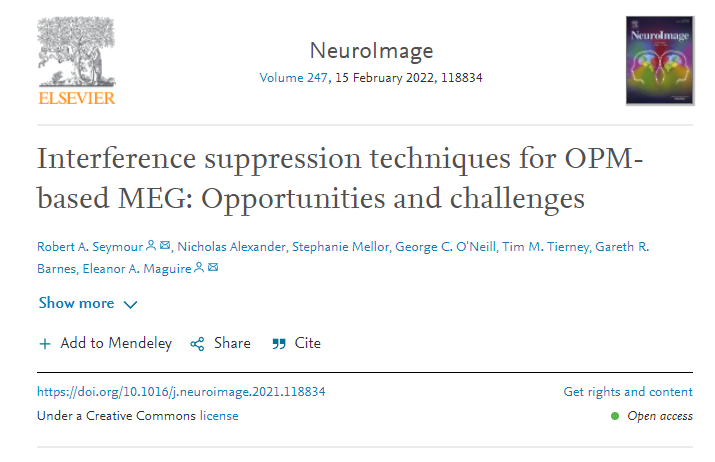 NeuroImage
Volume 247, 15 February 2022, 118834
ELSEVIER
NeuroImage
Interference suppression techniques for OPM-
based MEG: Opportunities and challenges
Robert A. Seymour, Nicholas Alexander, Stephanie Mellor, George C. O'Neill, Tim M. Tierney, Gareth R.
Barnes, Eleanor A. Maguire
Show more
+ Add to Mendeley Share Cite
https://doi.org/10.1016/j.neuroimage.2021.118834 Get rights and content
Under a Creative Commons license Open access